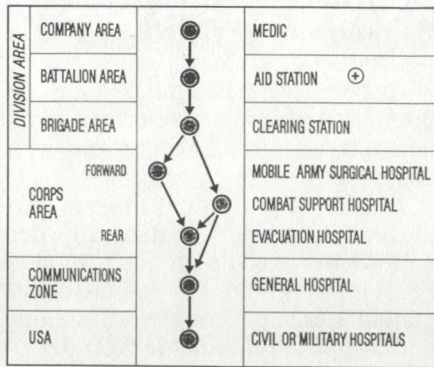 DIVISION AREA
COMPANY AREA
MEDIC
BATTALION AREA
AID STATION
BRIGADE AREA
CLEARING STATION
FORWARD
MOBILE ARMY SURGICAL HOSPITAL
CORPS
AREA
COMBAT SUPPORT HOSPITAL
REAR
EVACUATION HOSPITAL
COMMUNICATIONS
ZONE
GENERAL HOSPITAL
USA
CIVIL OR MILITARY HOSPITALS